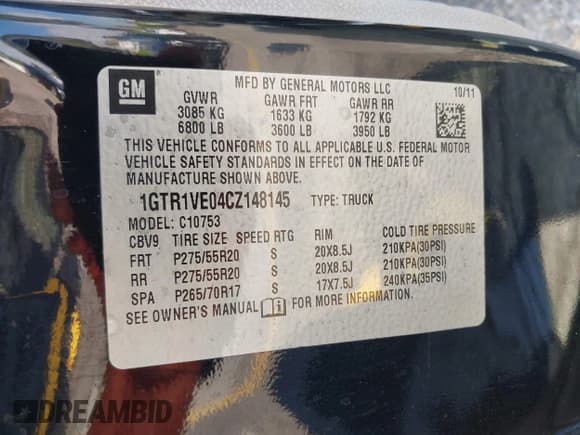 GM
MFD BY GENERAL MOTORS LLC
10/11
GVWR GAWR FRT GAWR RR
3085 KG 1633 KG 1792 KG
6800 LB 3600 LB 3950 LB
THIS VEHICLE CONFORMS TO ALL APPLICABLE U.S. FEDERAL MOTOR
VEHICLE SAFETY STANDARDS IN EFFECT ON THE DATE OF
MANUFACTURE SHOWN ABOVE.
1GTR1VE04CZ148145 TYPE: TRUCK
MODEL: C10753
CBV9 TIRE SIZE SPEED RTG RIM COLD TIRE PRESSURE
FRT P275/55R20 S 20X8.5J 210KPA(30PSI)
RR P275/55R20 S 20X8.5J 210KPA(30PSI)
SPA P265/70R17 S 17X7.5J 240KPA(35PSI)
SEE OWNER'S MANUAL FOR MORE INFORMATION.
DREAMBID